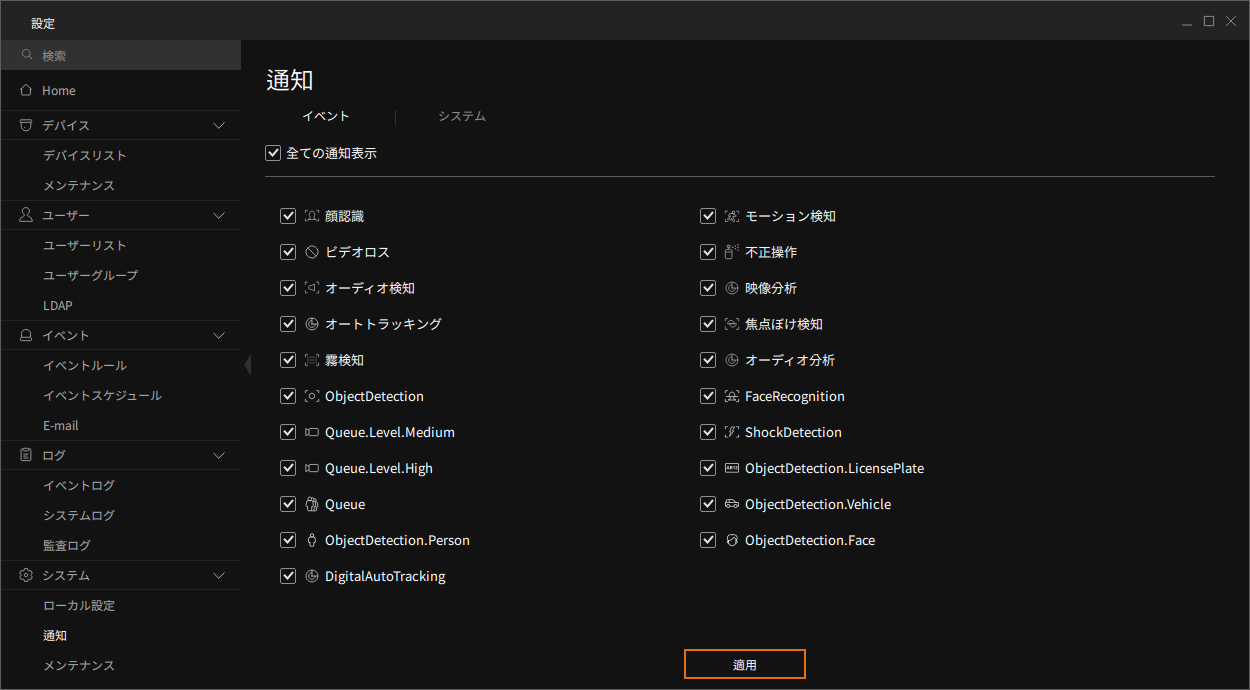 設定
検索
Home
デバイス
デバイスリスト
メンテナンス
ユーザー
ユーザーリスト
ユーザーグループ
LDAP
イベント
イベントルール
イベントスケジュール
E-mail
ログ
イベントログ
システムログ
監査ログ
システム
ローカル設定
通知
メンテナンス
通知
イベント システム
全ての通知表示
顔認識 モーション検知
ビデオロス 不正操作
オーディオ検知 映像分析
オートトラッキング 焦点ぼけ検知
霧検知 オーディオ分析
ObjectDetection FaceRecognition
Queue.Level.Medium ShockDetection
Queue.Level.High ObjectDetection.LicensePlate
Queue ObjectDetection.Vehicle
ObjectDetection.Person ObjectDetection.Face
DigitalAutoTracking
適用